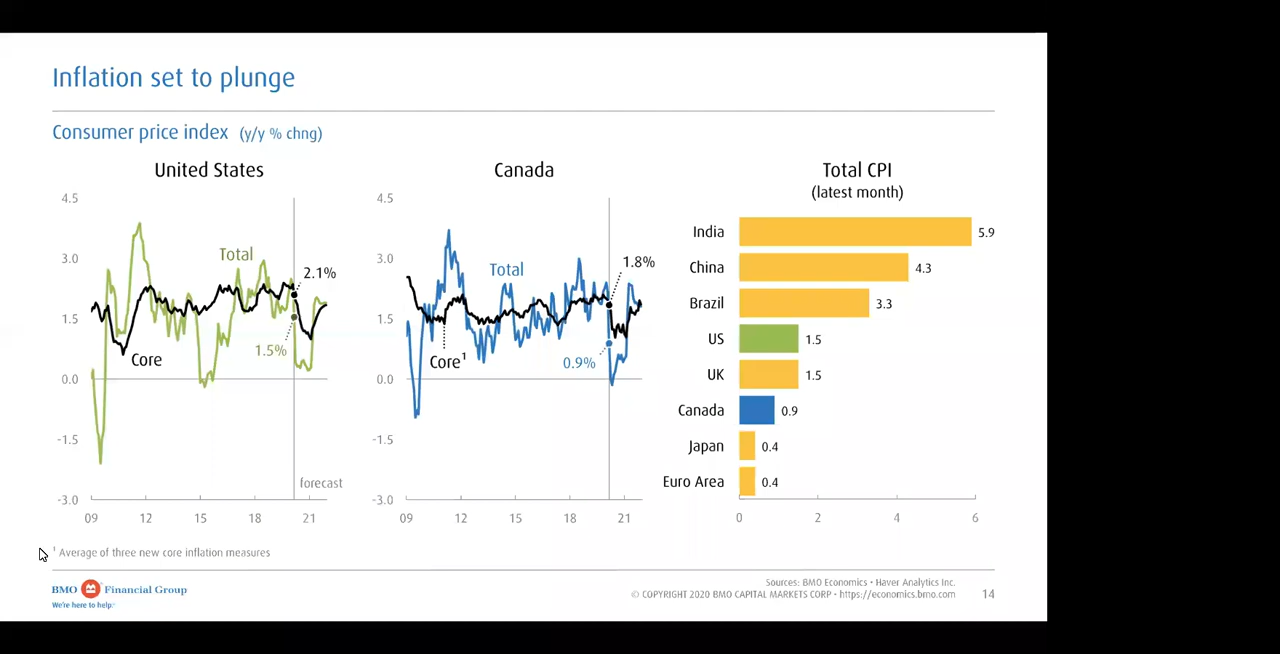 Inflation set to plunge
Consumer price index (y/y % chng)
United States
4.5
3.0
1.5
0.0
-1.5
-3.0
Total
2.1%
1.5%
Core
forecast
09 12 15 18 21
Canada
4.5
3.0
1.5
0.0
-1.5
-3.0
Total
1.8%
Core¹
0.9%
09 12 15 18 21
Total CPI
(latest month)
India 5.9
China 4.3
Brazil 3.3
US 1.5
UK 1.5
Canada 0.9
Japan 0.4
Euro Area 0.4
0 2 4 6
¹ Average of three new core inflation measures
BMO Financial Group
We're here to help.
Sources: BMO Economics • Haver Analytics Inc.
© COPYRIGHT 2020 BMO CAPITAL MARKETS CORP • https://economics.bmo.com
14